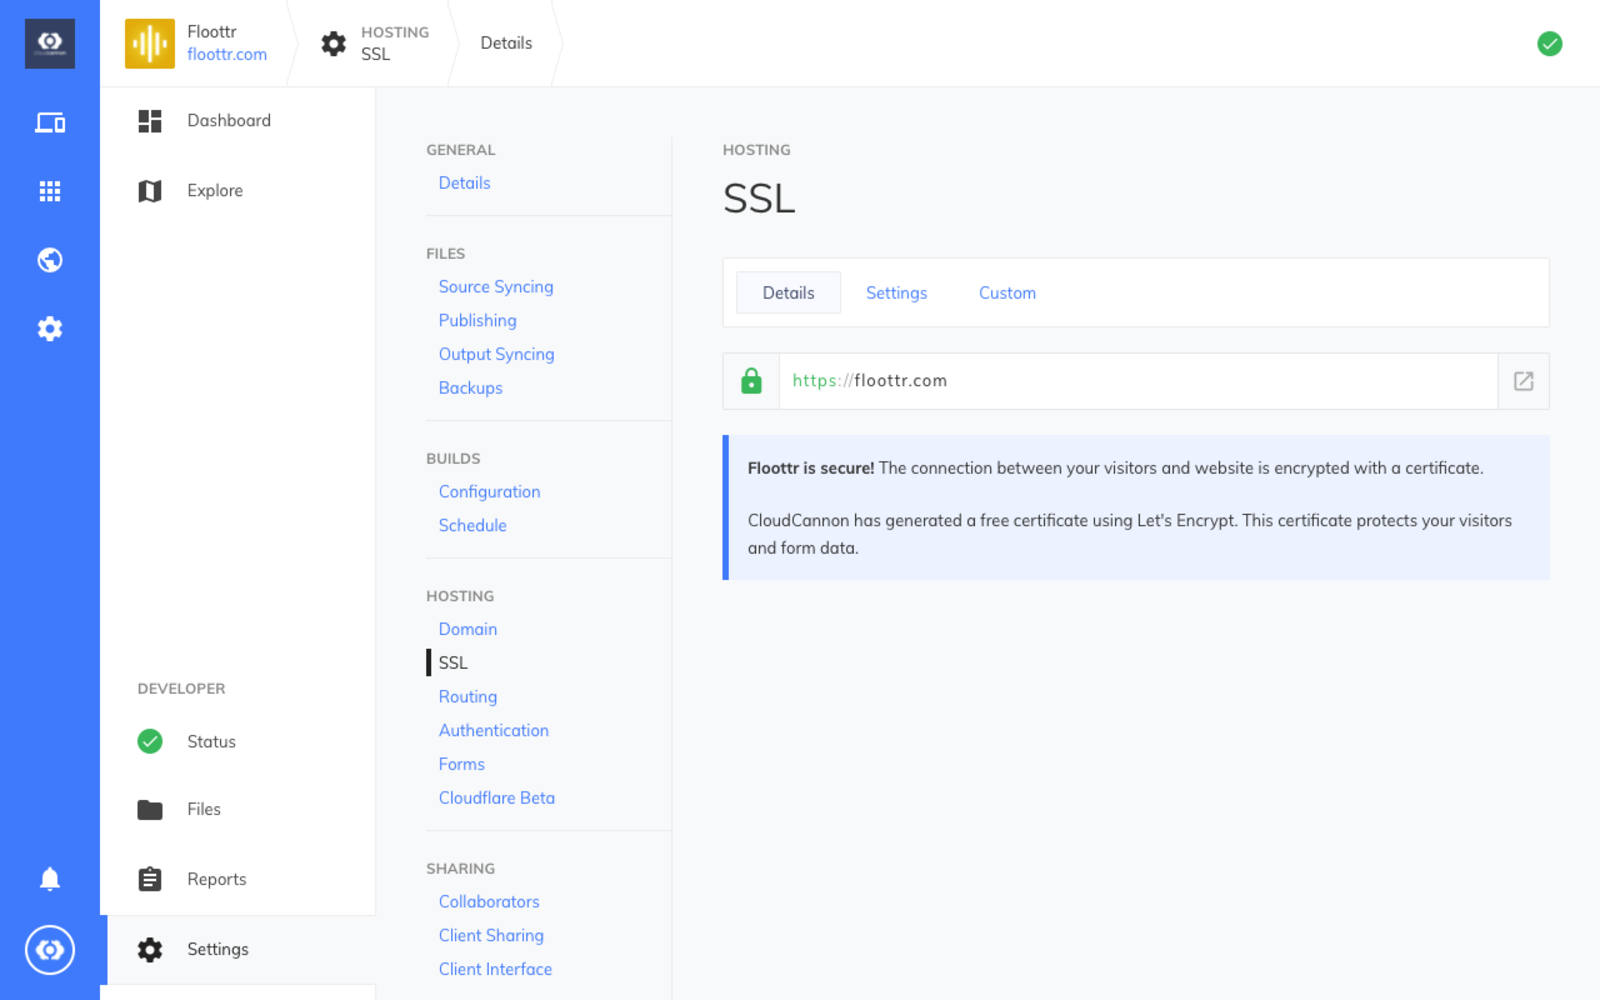 Floottr
floottr.com
HOSTING
SSL
Details
Dashboard
Explore
DEVELOPER
Status
Files
Reports
Settings
GENERAL
Details
FILES
Source Syncing
Publishing
Output Syncing
Backups
BUILDS
Configuration
Schedule
HOSTING
Domain
SSL
Routing
Authentication
Forms
Cloudflare Beta
SHARING
Collaborators
Client Sharing
Client Interface
HOSTING
SSL
Details Settings Custom
https://floottr.com
Floottr is secure! The connection between your visitors and website is encrypted with a certificate.
CloudCannon has generated a free certificate using Let's Encrypt. This certificate protects your visitors
and form data.